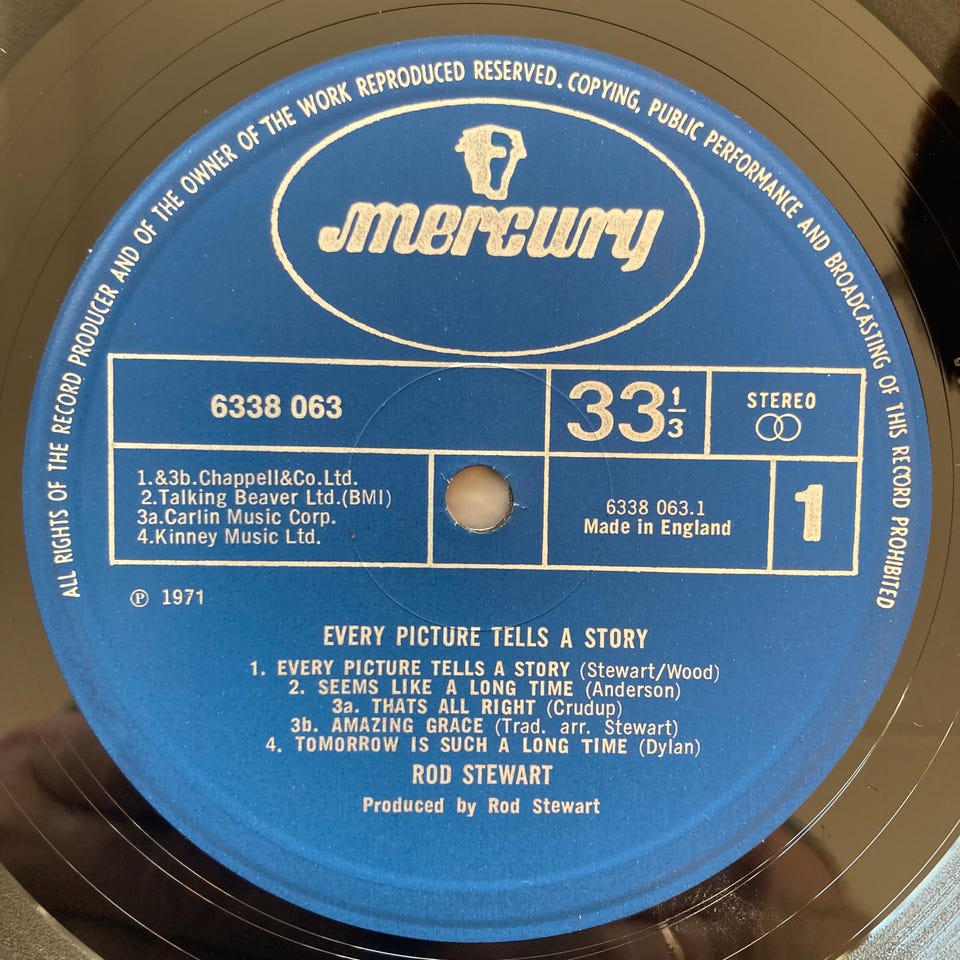 ALL RIGHTS OF THE RECORD PRODUCER AND OF THE OWNER OF THE WORK REPRODUCED RESERVED. COPYING, PUBLIC PERFORMANCE AND BROADCASTING OF THIS RECORD PROHIBITED
mercury
6338 063
33 1/3
STEREO
1.&3b.Chappell&Co.Ltd.
2.Talking Beaver Ltd.(BMI)
3a.Carlin Music Corp.
4.Kinney Music Ltd.
6338 063.1
Made in England
1
℗ 1971
EVERY PICTURE TELLS A STORY
1. EVERY PICTURE TELLS A STORY (Stewart/Wood)
2. SEEMS LIKE A LONG TIME (Anderson)
3a. THATS ALL RIGHT (Crudup)
3b. AMAZING GRACE (Trad. arr. Stewart)
4. TOMORROW IS SUCH A LONG TIME (Dylan)
ROD STEWART
Produced by Rod Stewart